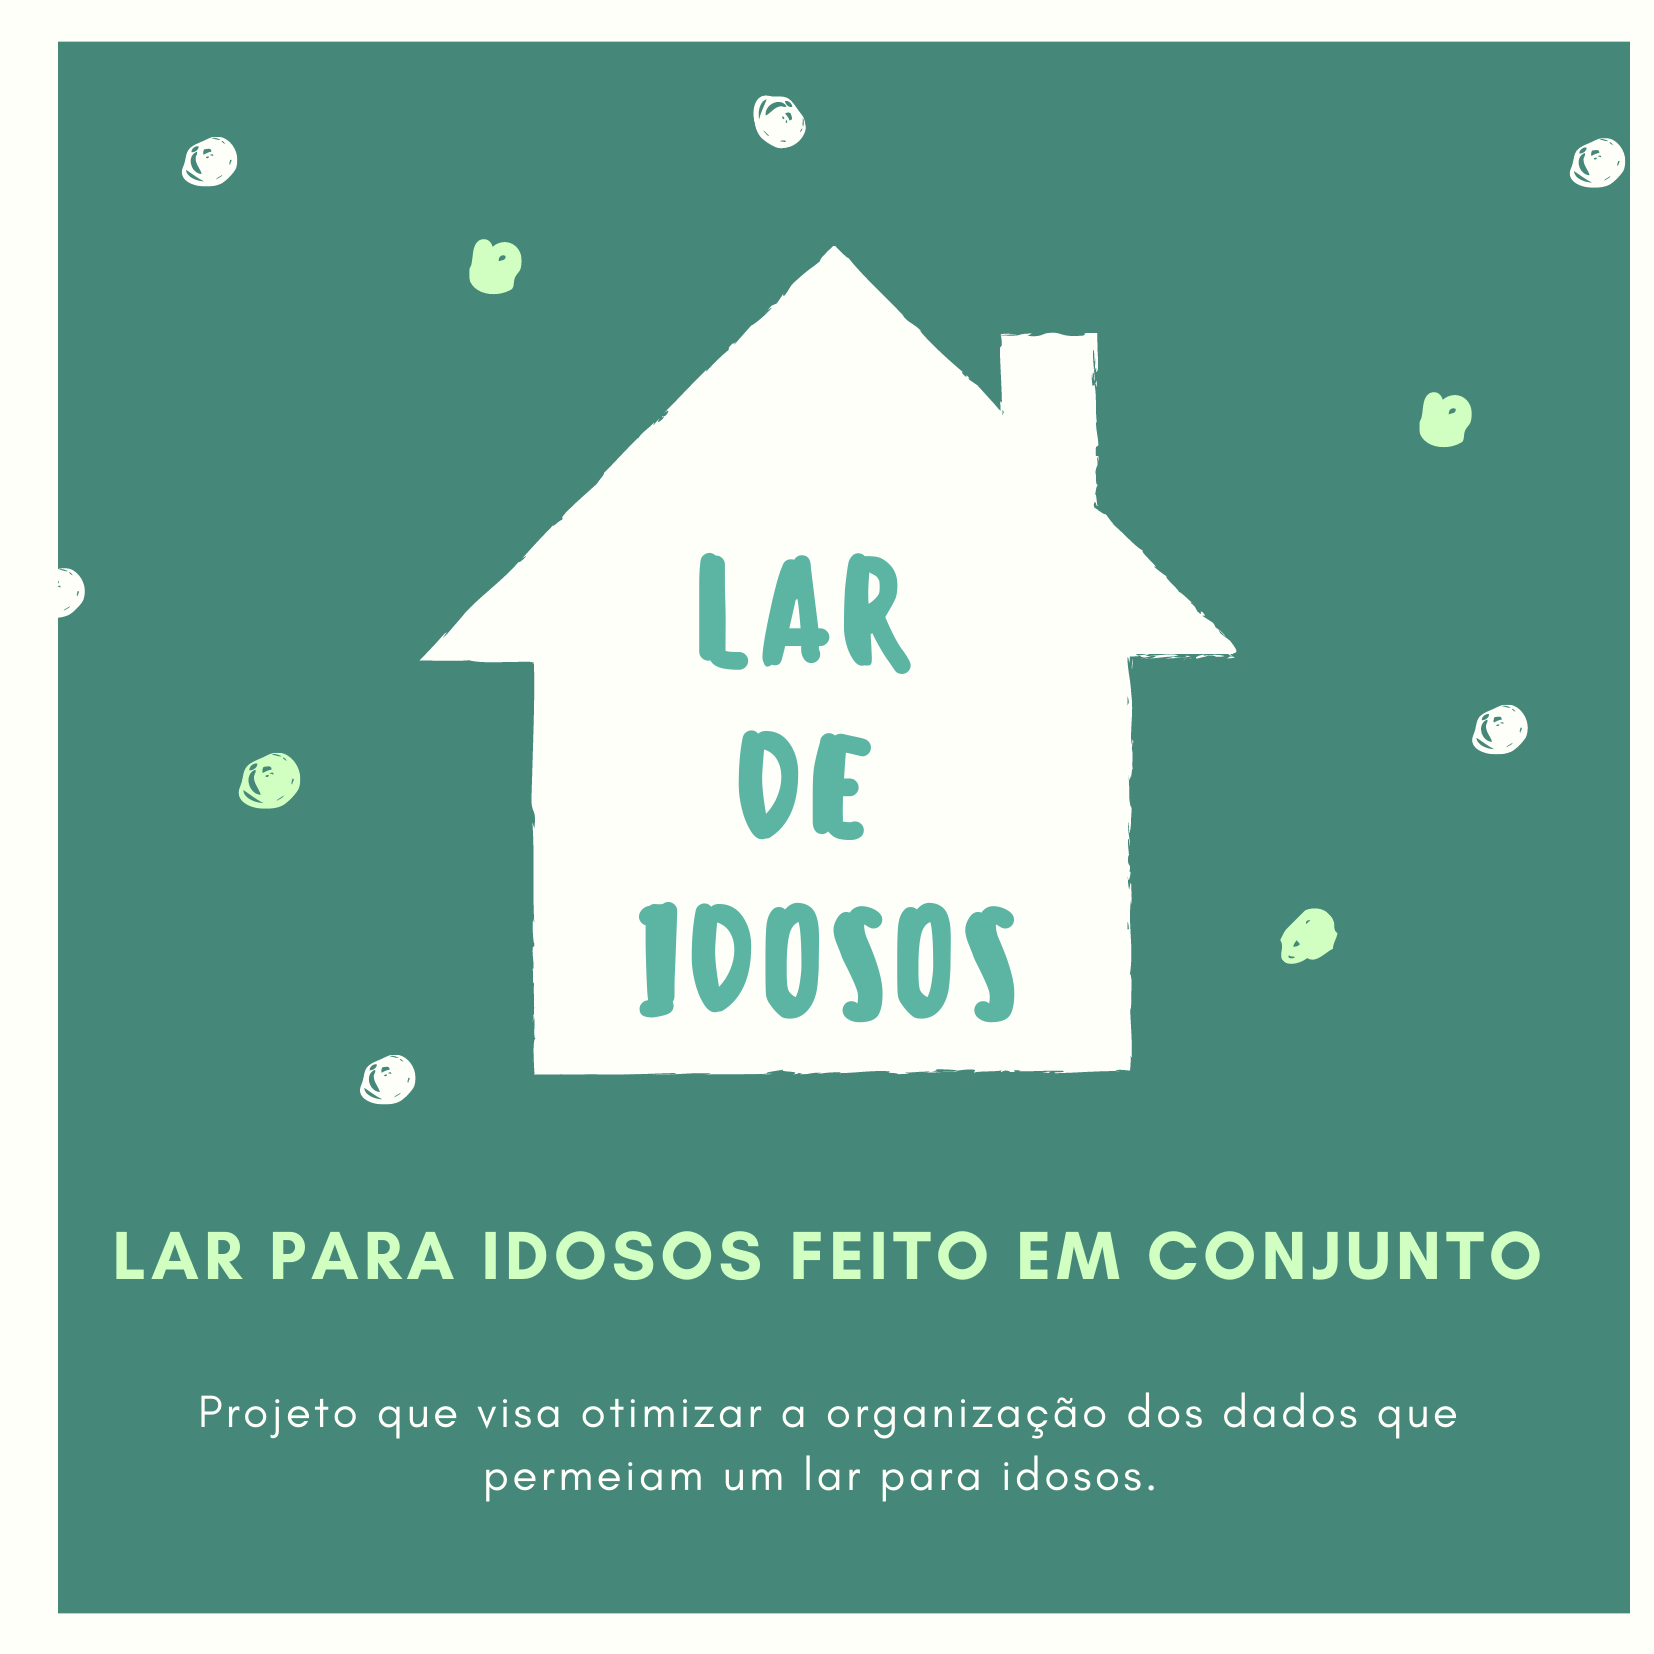 LAR
DE
IDOSOS
LAR PARA IDOSOS FEITO EM CONJUNTO
Projeto que visa otimizar a organização dos dados que
permeiam um lar para idosos.